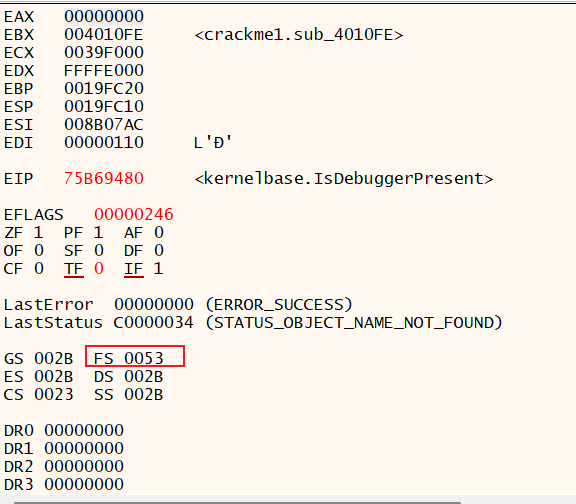 EAX 00000000
EBX 004010FE <crackme1.sub_4010FE>
ECX 0039F000
EDX FFFFE000
EBP 0019FC20
ESP 0019FC10
ESI 008B07AC
EDI 00000110 L'Đ'
EIP 75B69480 <kernelbase.IsDebuggerPresent>
EFLAGS 00000246
ZF 1 PF 1 AF 0
OF 0 SF 0 DF 0
CF 0 TF 0 IF 1
LastError 00000000 (ERROR_SUCCESS)
LastStatus C0000034 (STATUS_OBJECT_NAME_NOT_FOUND)
GS 002B FS 0053
ES 002B DS 002B
CS 0023 SS 002B
DR0 00000000
DR1 00000000
DR2 00000000
DR3 00000000